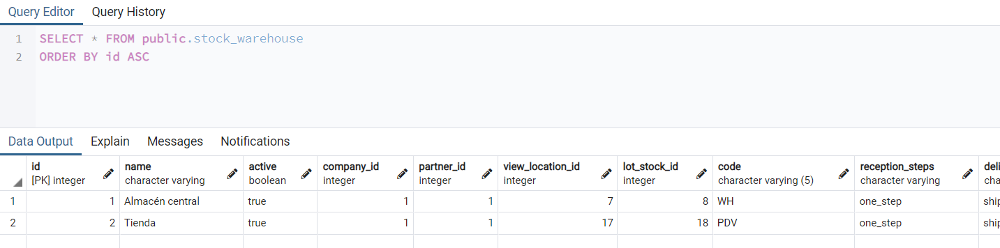 Query Editor Query History
1 SELECT * FROM public.stock_warehouse
2 ORDER BY id ASC
Data Output Explain Messages Notifications
id name active company_id partner_id view_location_id lot_stock_id code reception_steps deli
[PK] integer character varying boolean integer integer integer integer character varying (5) character varying cha
1 1 Almacén central true 1 1 7 8 WH one_step ship
2 2 Tienda true 1 1 17 18 PDV one_step ship